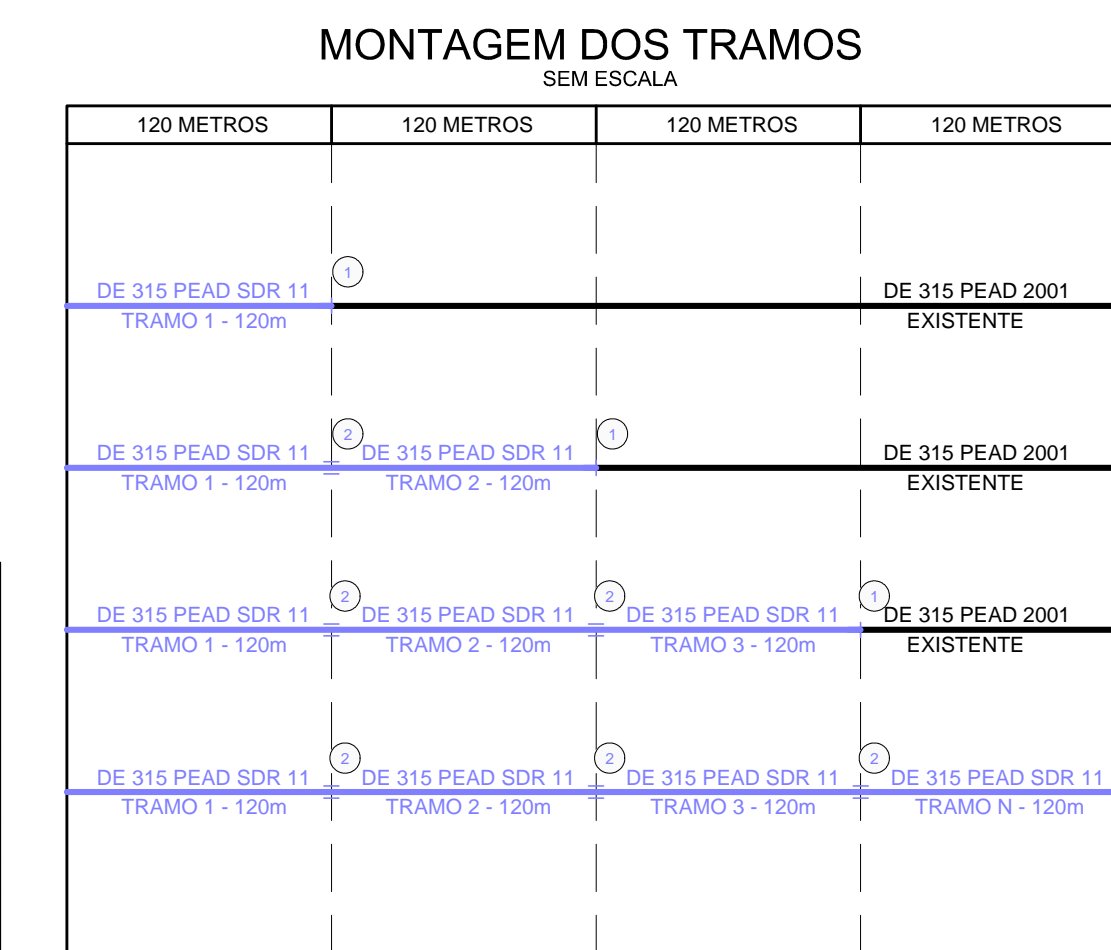 MONTAGEM DOS TRAMOS
SEM ESCALA
120 METROS 120 METROS 120 METROS 120 METROS
1
DE 315 PEAD SDR 11 DE 315 PEAD 2001
TRAMO 1 - 120m EXISTENTE
2 1
DE 315 PEAD SDR 11 DE 315 PEAD SDR 11 DE 315 PEAD 2001
TRAMO 1 - 120m TRAMO 2 - 120m EXISTENTE
2 2 1
DE 315 PEAD SDR 11 DE 315 PEAD SDR 11 DE 315 PEAD SDR 11 DE 315 PEAD 2001
TRAMO 1 - 120m TRAMO 2 - 120m TRAMO 3 - 120m EXISTENTE
2 2 2
DE 315 PEAD SDR 11 DE 315 PEAD SDR 11 DE 315 PEAD SDR 11 DE 315 PEAD SDR 11
TRAMO 1 - 120m TRAMO 2 - 120m TRAMO 3 - 120m TRAMO N - 120m